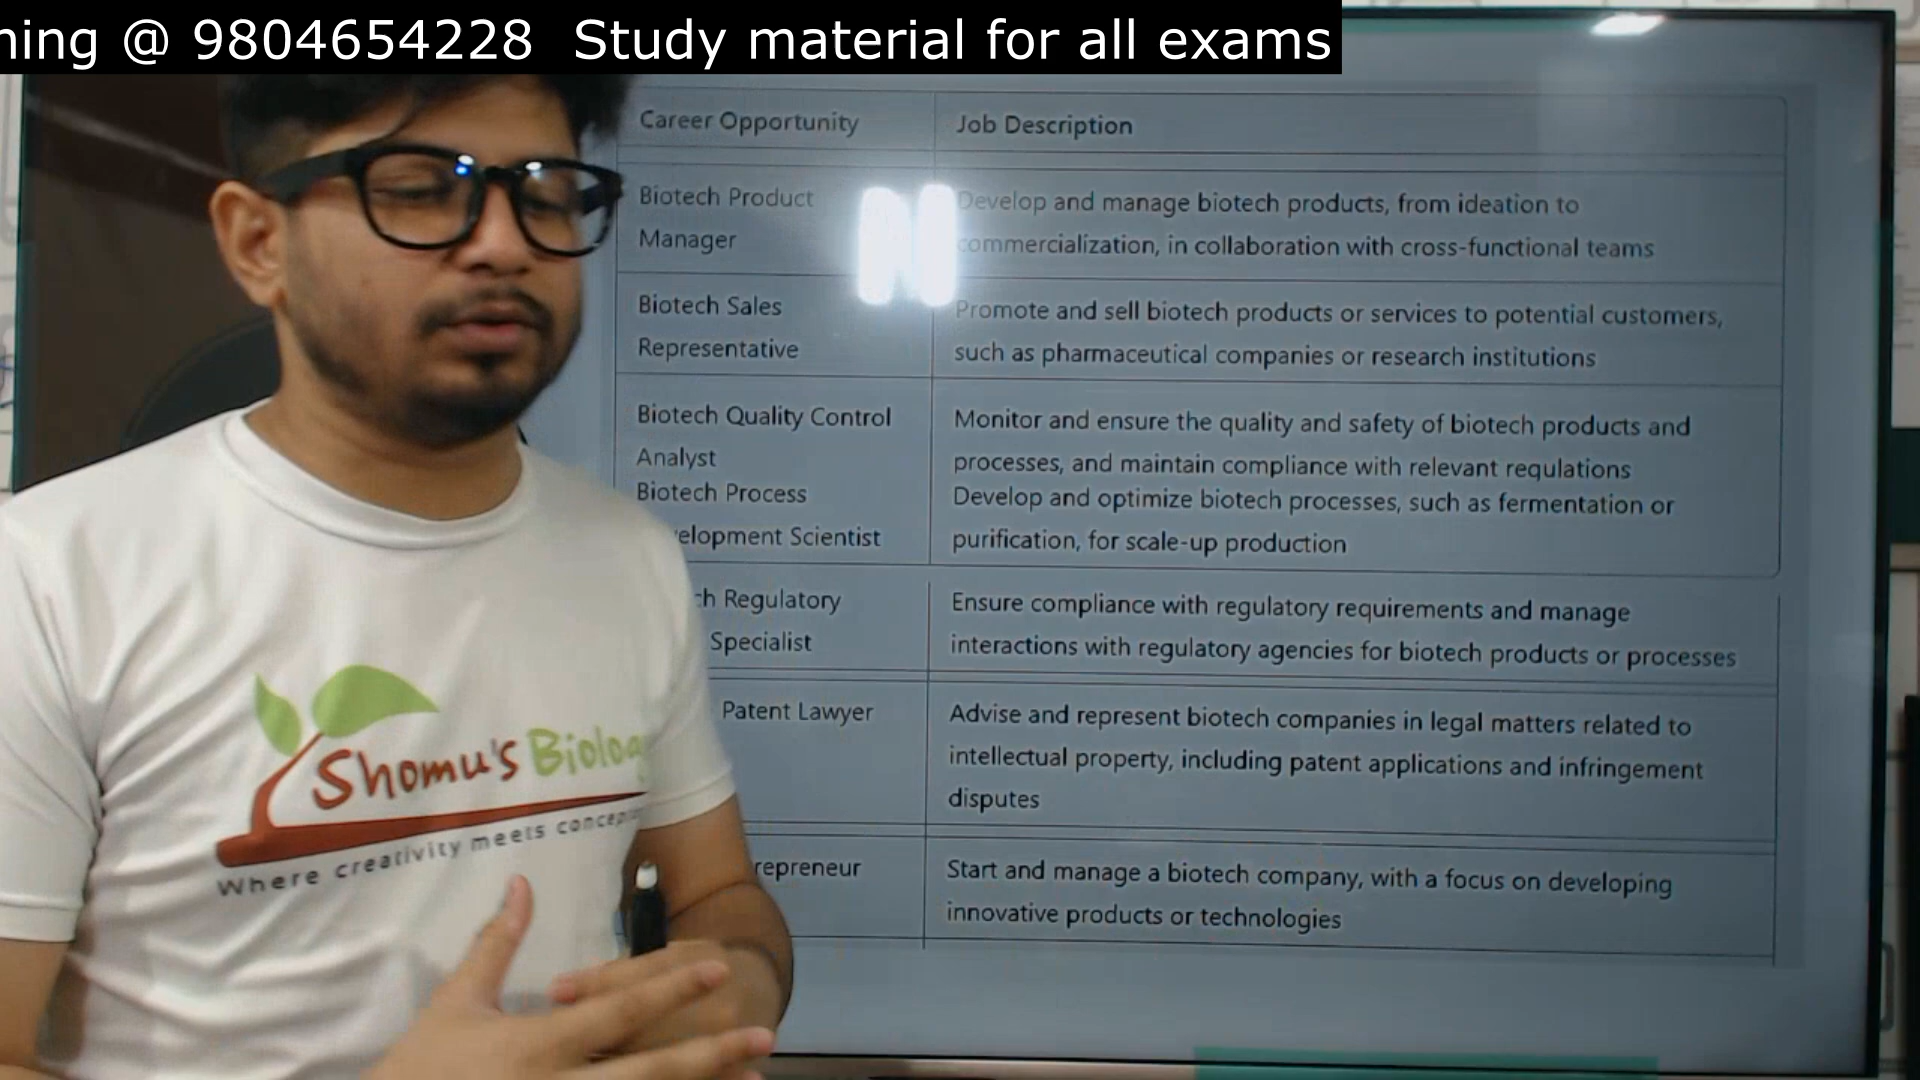 @ 9804654228 Study material for all exams
Career Opportunity
Job Description
Biotech Product
Manager
Develop and manage biotech products, from ideation to
commercialization, in collaboration with cross-functional teams
Biotech Sales
Representative
Promote and sell biotech products or services to potential customers,
such as pharmaceutical companies or research institutions
Biotech Quality Control
Analyst
Monitor and ensure the quality and safety of biotech products and
processes, and maintain compliance with relevant regulations
Biotech Process
Scientist
Develop and optimize biotech processes, such as fermentation or
purification, for scale-up production
Regulatory
Specialist
Ensure compliance with regulatory requirements and manage
interactions with regulatory agencies for biotech products or processes
Patent Lawyer
Advise and represent biotech companies in legal matters related to
intellectual property, including patent applications and infringement
disputes
Start and manage a biotech company, with a focus on developing
innovative products or technologies
Shomu's Biology
Where creativity meets